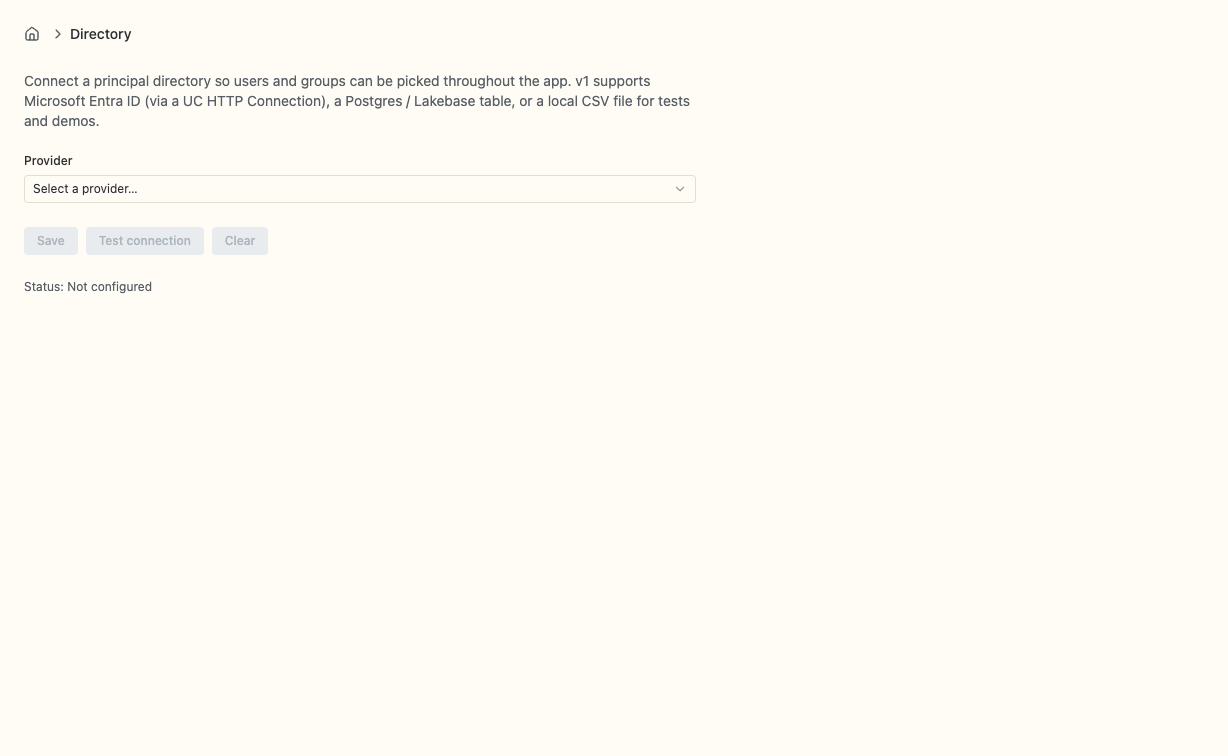 Directory
Connect a principal directory so users and groups can be picked throughout the app. v1 supports
Microsoft Entra ID (via a UC HTTP Connection), a Postgres / Lakebase table, or a local CSV file for tests
and demos.
Provider
Select a provider...
Save Test connection Clear
Status: Not configured